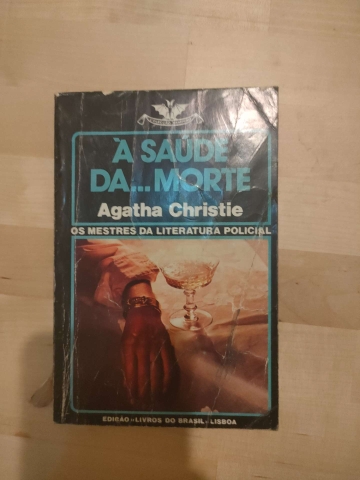 À SAÚDE
DA...MORTE
Agatha Christie
OS MESTRES DA LITERATURA POLICIAL
EDIÇÃO «LIVROS DO BRASIL» LISBOA